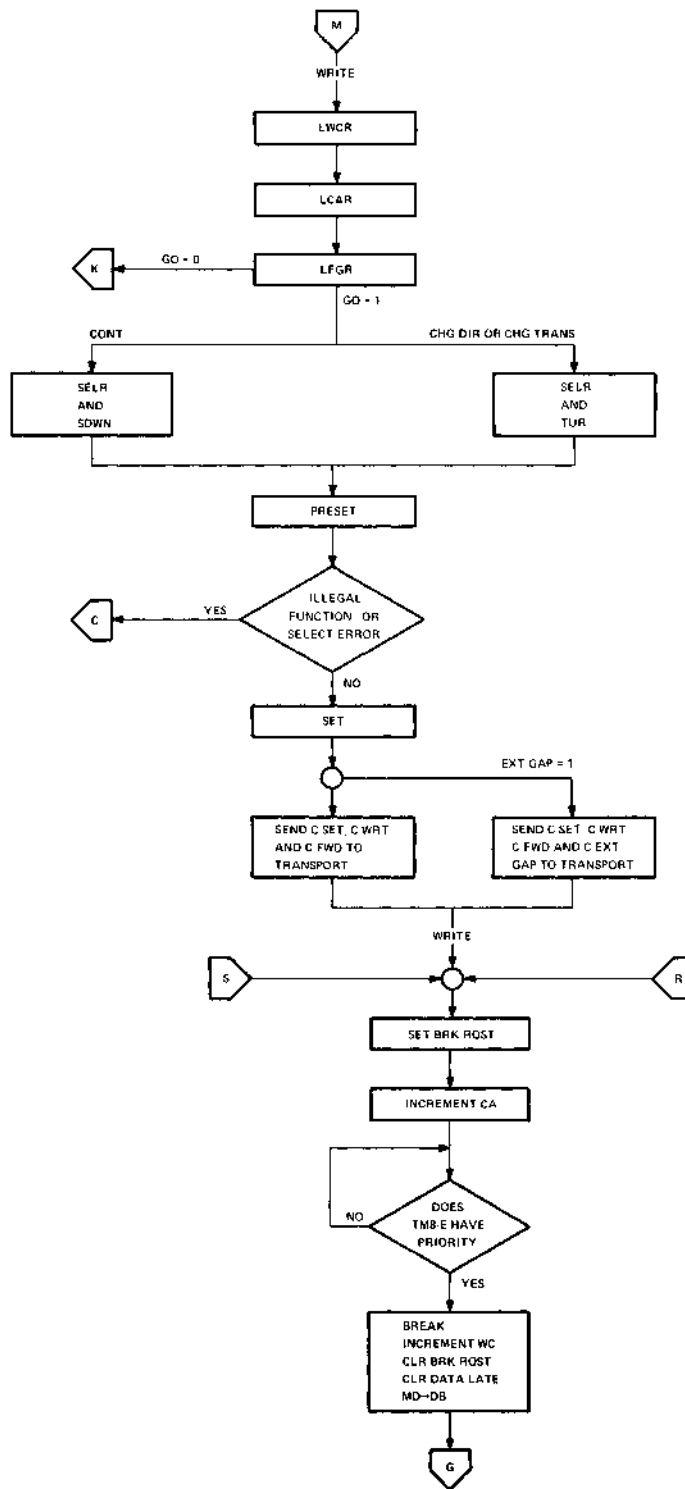 M
WRITE
LWCR
LCAR
GO = 0
K
LFGR
GO = 1
CONT
CHG DIR OR CHG TRANS
SELR
AND
SDWN
SELR
AND
TUR
PRESET
ILLEGAL
FUNCTION OR
SELECT ERROR
YES
C
NO
SET
EXT GAP = 1
SEND C SET, C WRT
AND C FWD TO
TRANSPORT
SEND C SET, C WRT
C FWD AND C EXT
GAP TO TRANSPORT
WRITE
S
R
SET BRK RQST
INCREMENT CA
DOES
TM8-E HAVE
PRIORITY
NO
YES
BREAK
INCREMENT WC
CLR BRK RQST
CLR DATA LATE
MD→DB
G